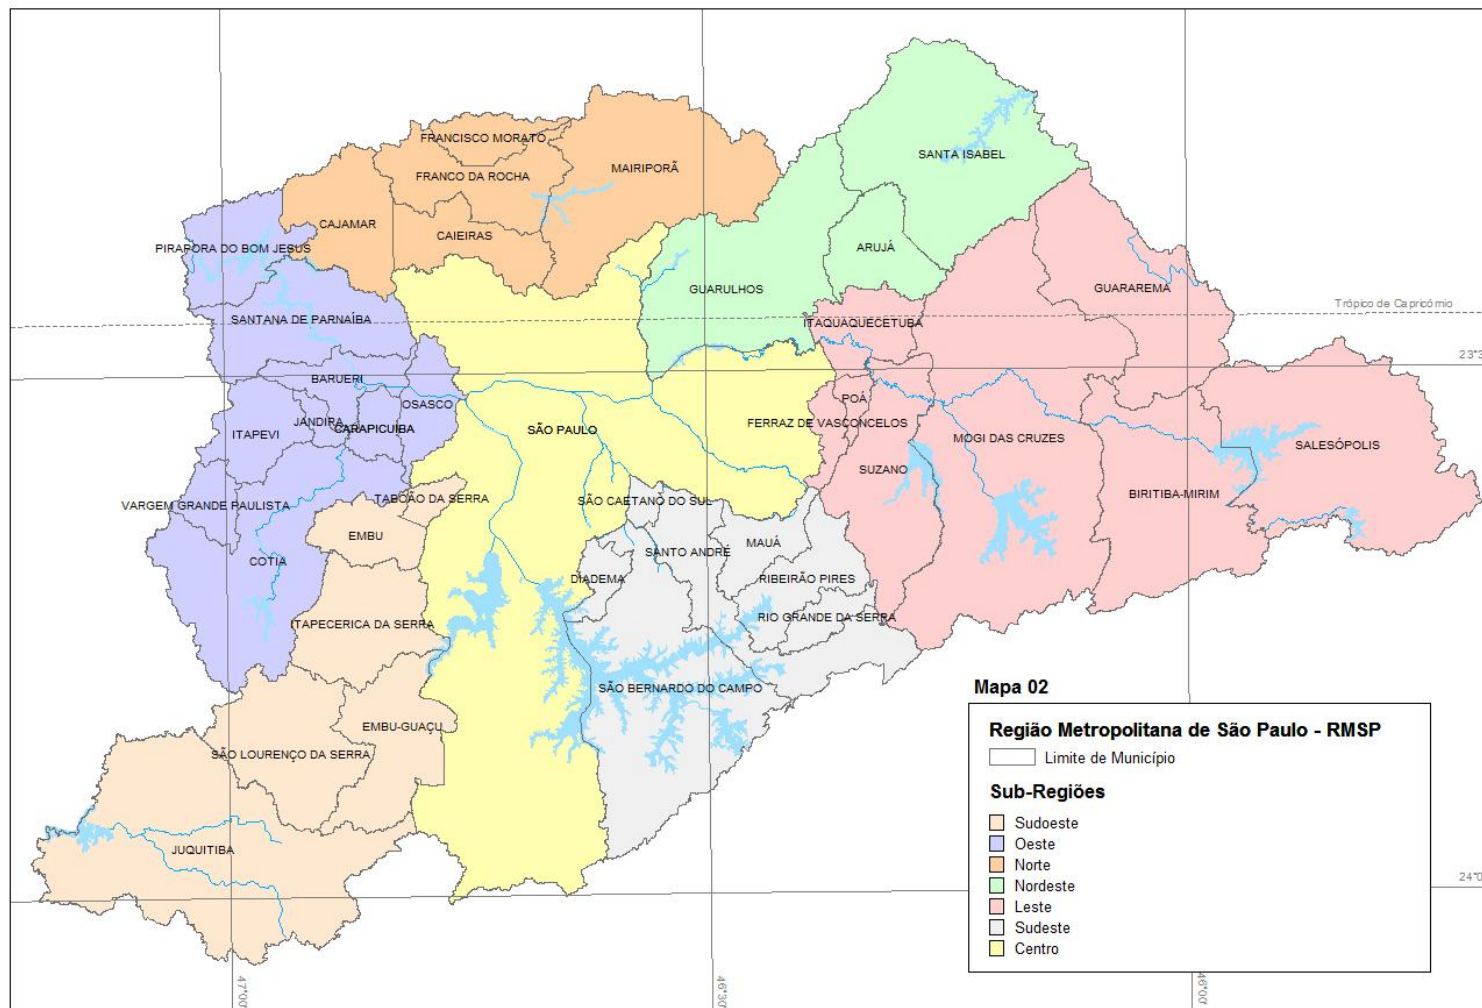 FRANCISCO MORATO
SANTA ISABEL
MAIRIPORÃ
FRANCO DA ROCHA
CAJAMAR
CAIEIRAS
PIRAPORA DO BOM JESUS
ARUJÁ
GUARULHOS
GUARAREMA
Trópico de Capricórnio
SANTANA DE PARNAÍBA
ITAQUAQUECETUBA
23°3
BARUERI
OSASCO
POÁ
JANDIRA
CARAPICUÍBA
ITAPEVI
SÃO PAULO
FERRAZ DE VASCONCELOS
MOGI DAS CRUZES
SALESÓPOLIS
SUZANO
BIRITIBA-MIRIM
TABOÃO DA SERRA
SÃO CAETANO DO SUL
VARGEM GRANDE PAULISTA
EMBU
MAUÁ
SANTO ANDRÉ
COTIA
DIADEMA
RIBEIRÃO PIRES
RIO GRANDE DA SERRA
ITAPECERICA DA SERRA
SÃO BERNARDO DO CAMPO
EMBU-GUAÇU
SÃO LOURENÇO DA SERRA
JUQUITIBA
Mapa 02
Região Metropolitana de São Paulo - RMSP
Limite de Município
Sub-Regiões
Sudoeste
Oeste
Norte
Nordeste
Leste
Sudeste
Centro
24°0
47°00'
46°30'
46°00'